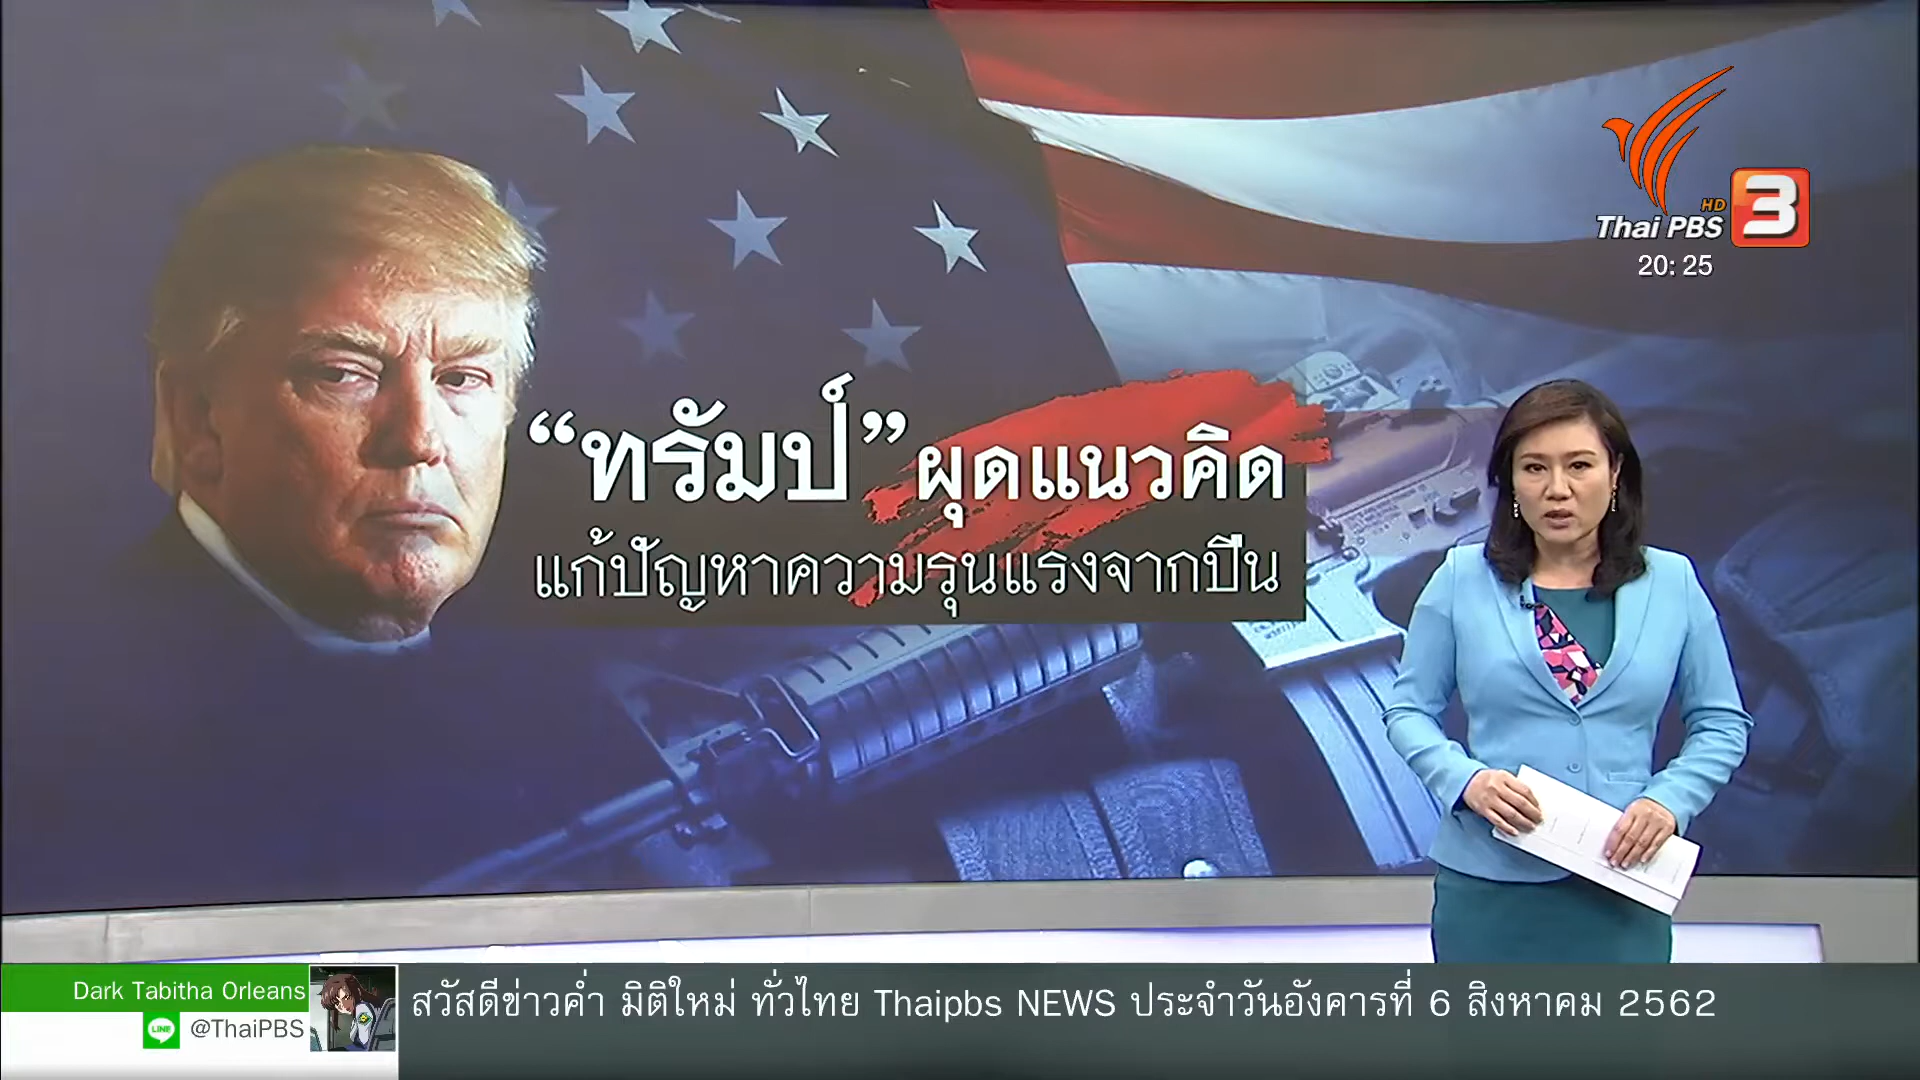 HD
Thai PBS 3
20: 25
“ทรัมป์” ผุดแนวคิด
แก้ปัญหาความรุนแรงจากปืน
Dark Tabitha Orleans
LINE @ThaiPBS
สวัสดีข่าวค่ำ มิติใหม่ ทั่วไทย Thaipbs NEWS ประจำวันอังคารที่ 6 สิงหาคม 2562